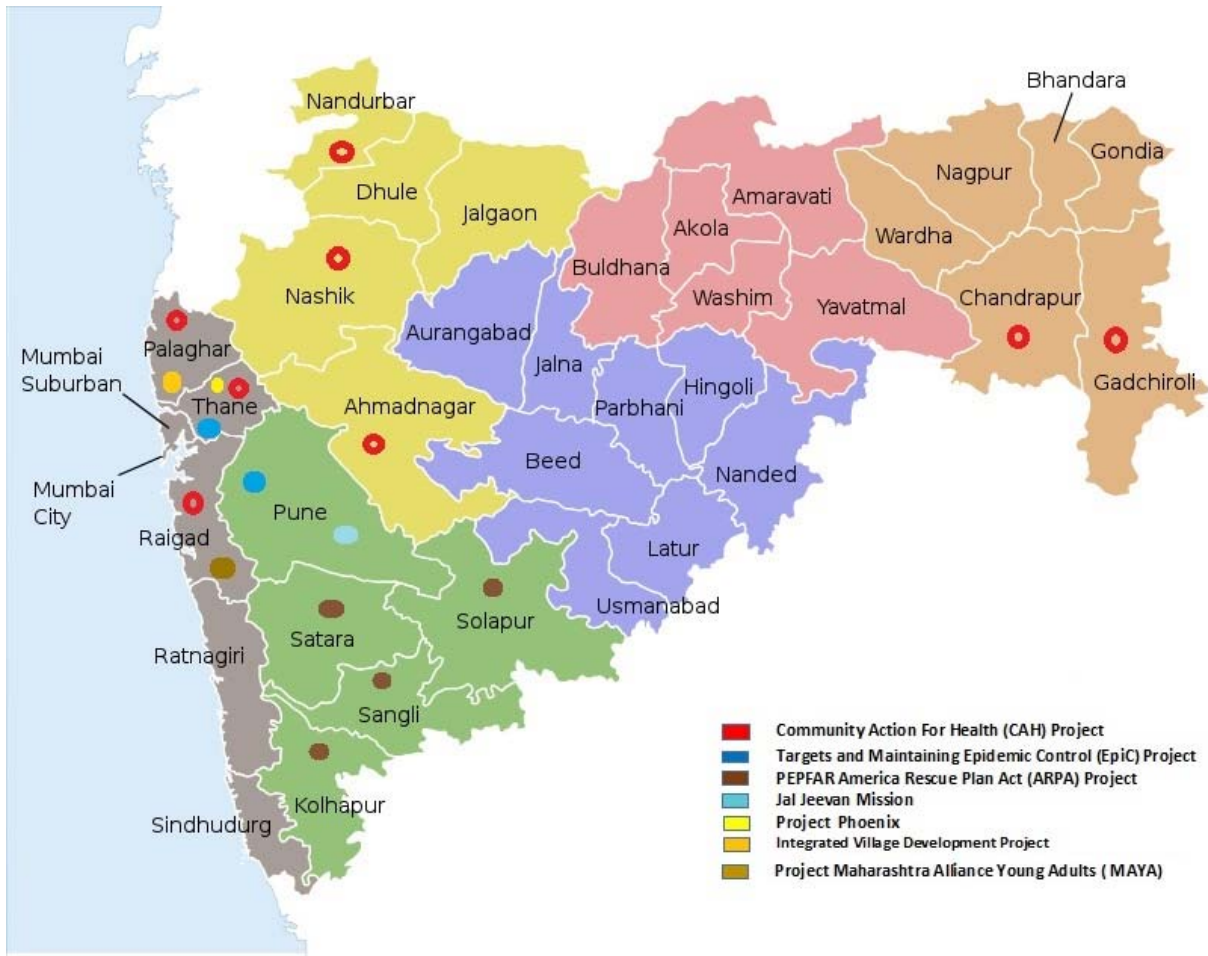 Bhandara
Nandurbar
Gondia
Nagpur
Dhule
Amaravati
Jalgaon
Akola
Wardha
Buldhana
Nashik
Washim
Yavatmal
Chandrapur
Aurangabad
Palaghar
Mumbai
Suburban
Jalna
Hingoli
Gadchiroli
Thane
Ahmadnagar
Parbhani
Beed
Nanded
Mumbai
City
Pune
Raigad
Latur
Usmanabad
Satara
Solapur
Ratnagiri
Sangli
Kolhapur
Sindhudurg
Community Action For Health (CAH) Project
Targets and Maintaining Epidemic Control (EpiC) Project
PEPFAR America Rescue Plan Act (ARPA) Project
Jal Jeevan Mission
Project Phoenix
Integrated Village Development Project
Project Maharashtra Alliance Young Adults ( MAYA)